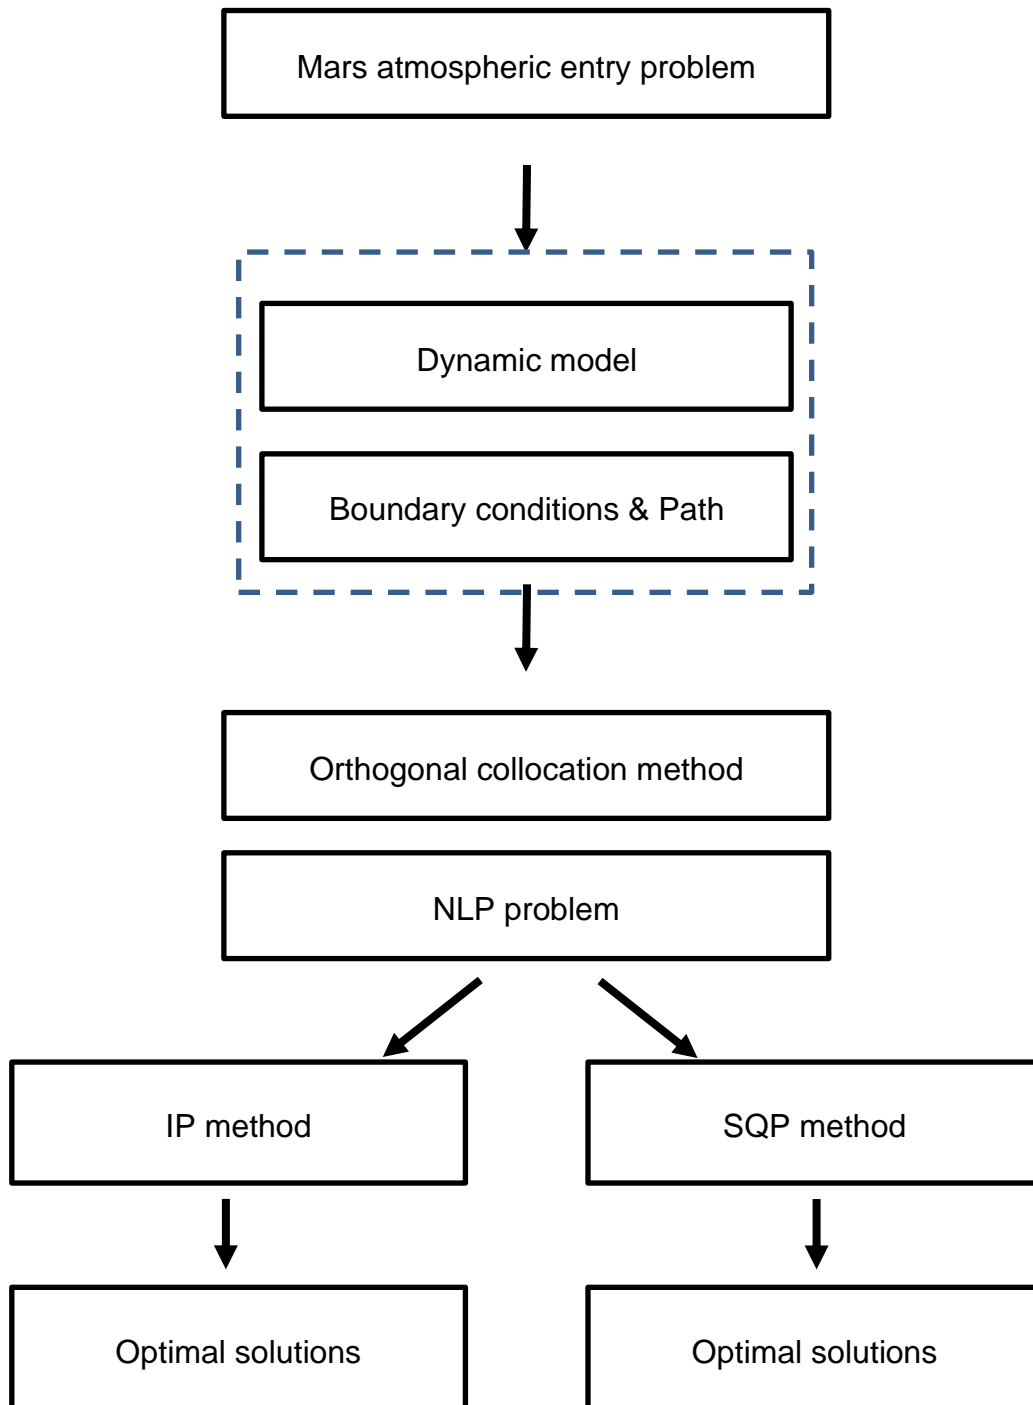 Mars atmospheric entry problem
Dynamic model
Boundary conditions & Path
Orthogonal collocation method
NLP problem
IP method
SQP method
Optimal solutions
Optimal solutions